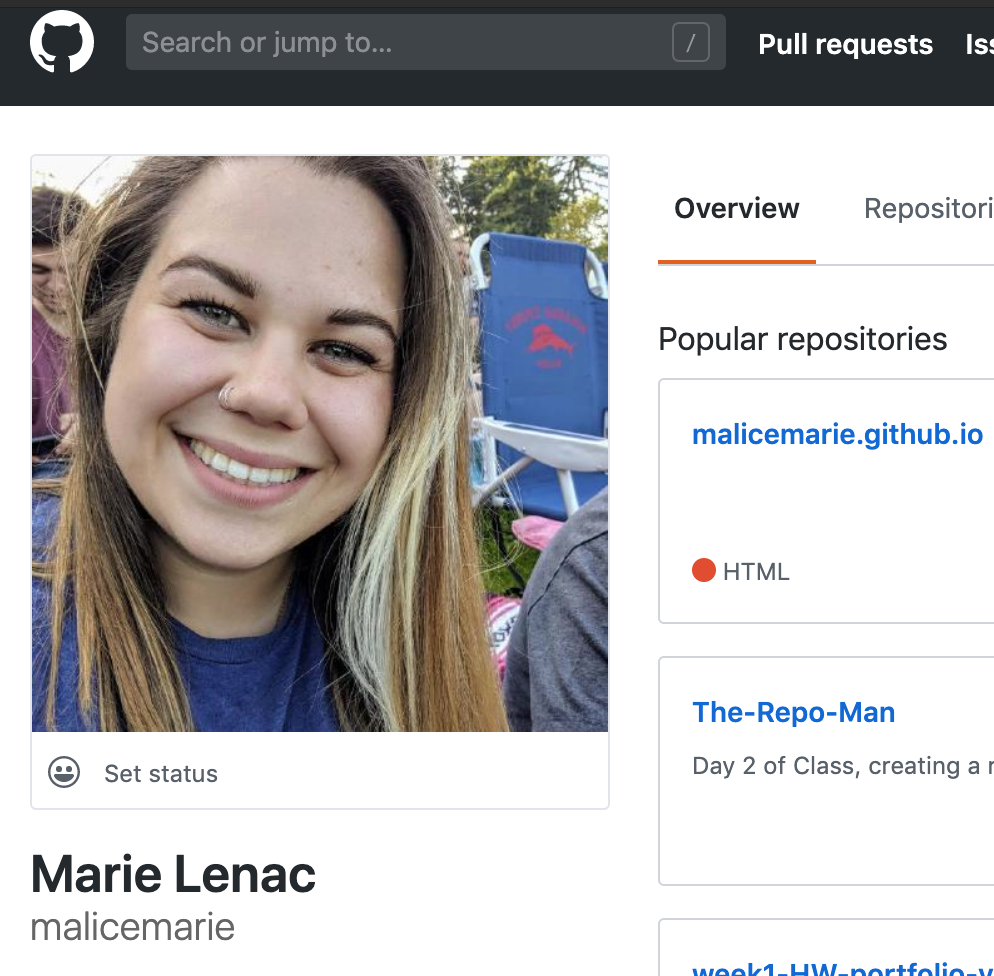 Search or jump to...
/
Pull requests
Iss
Overview
Repositori
Popular repositories
malicemarie.github.io
HTML
The-Repo-Man
Day 2 of Class, creating a r
week1-HW-portfolio-v
Set status
Marie Lenac
malicemarie